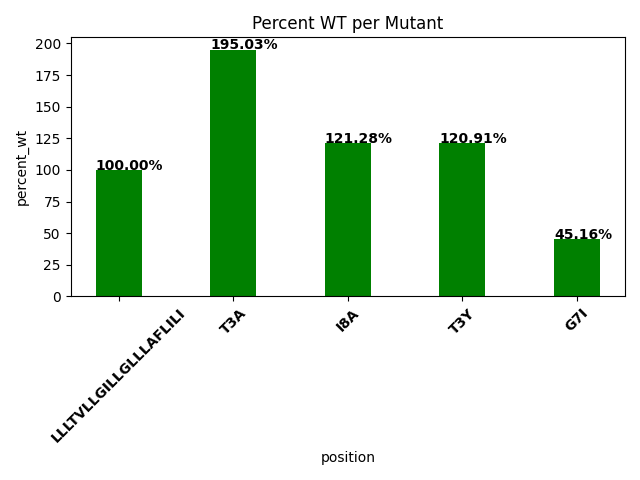 Percent WT per Mutant
percent_wt
200
175
150
125
100
75
50
25
0
100.00%
195.03%
121.28%
120.91%
45.16%
LLLTVLLGILLGLLLAFLILI
T3A
I8A
T3Y
G7I
position